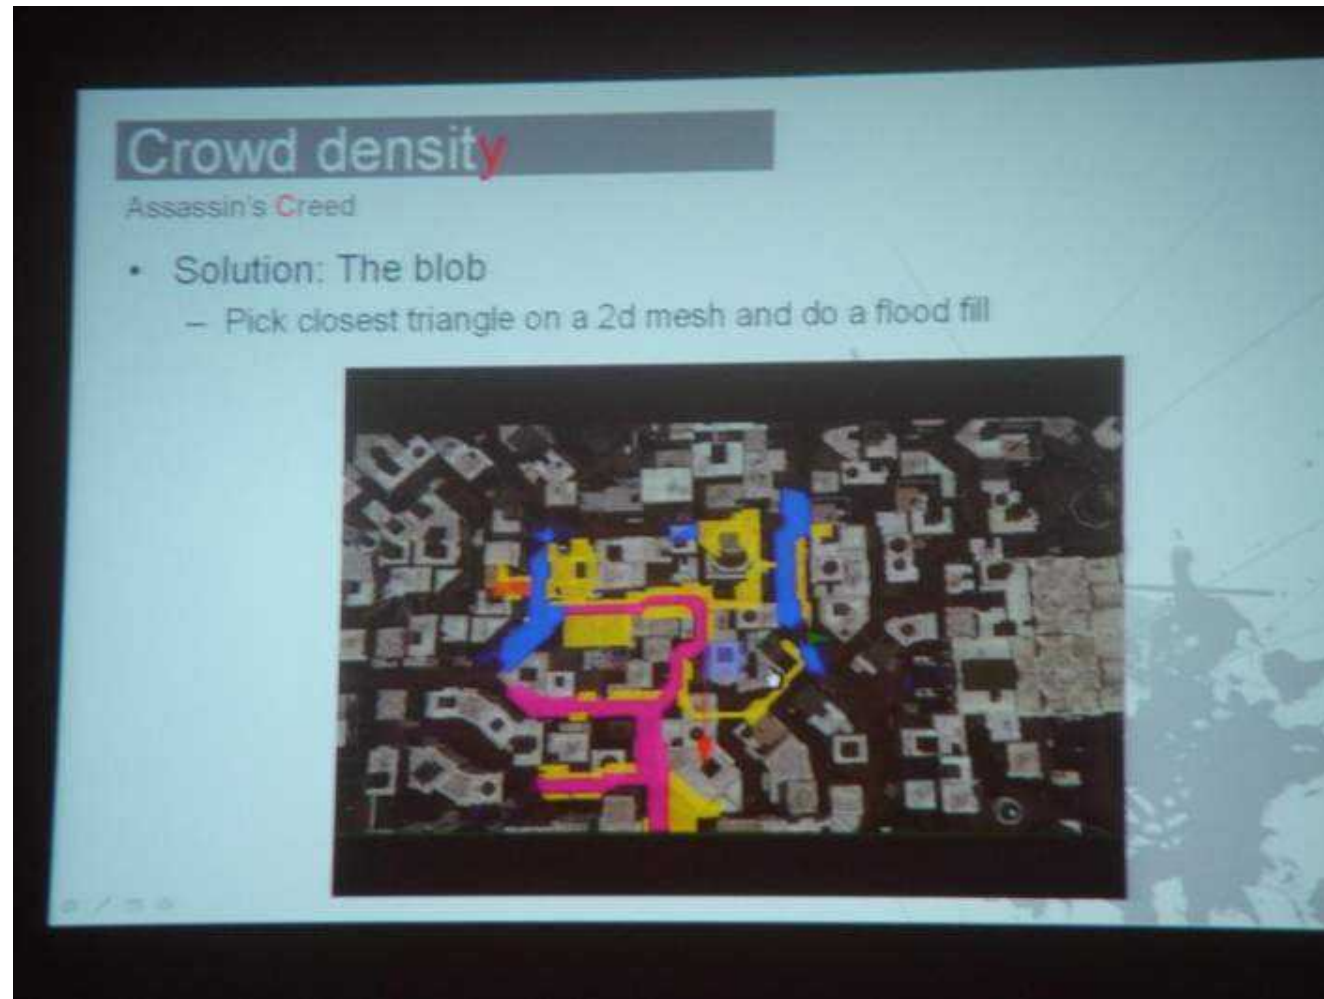 Crowd density
Assassin's Creed
• Solution: The blob
– Pick closest triangle on a 2d mesh and do a flood fill